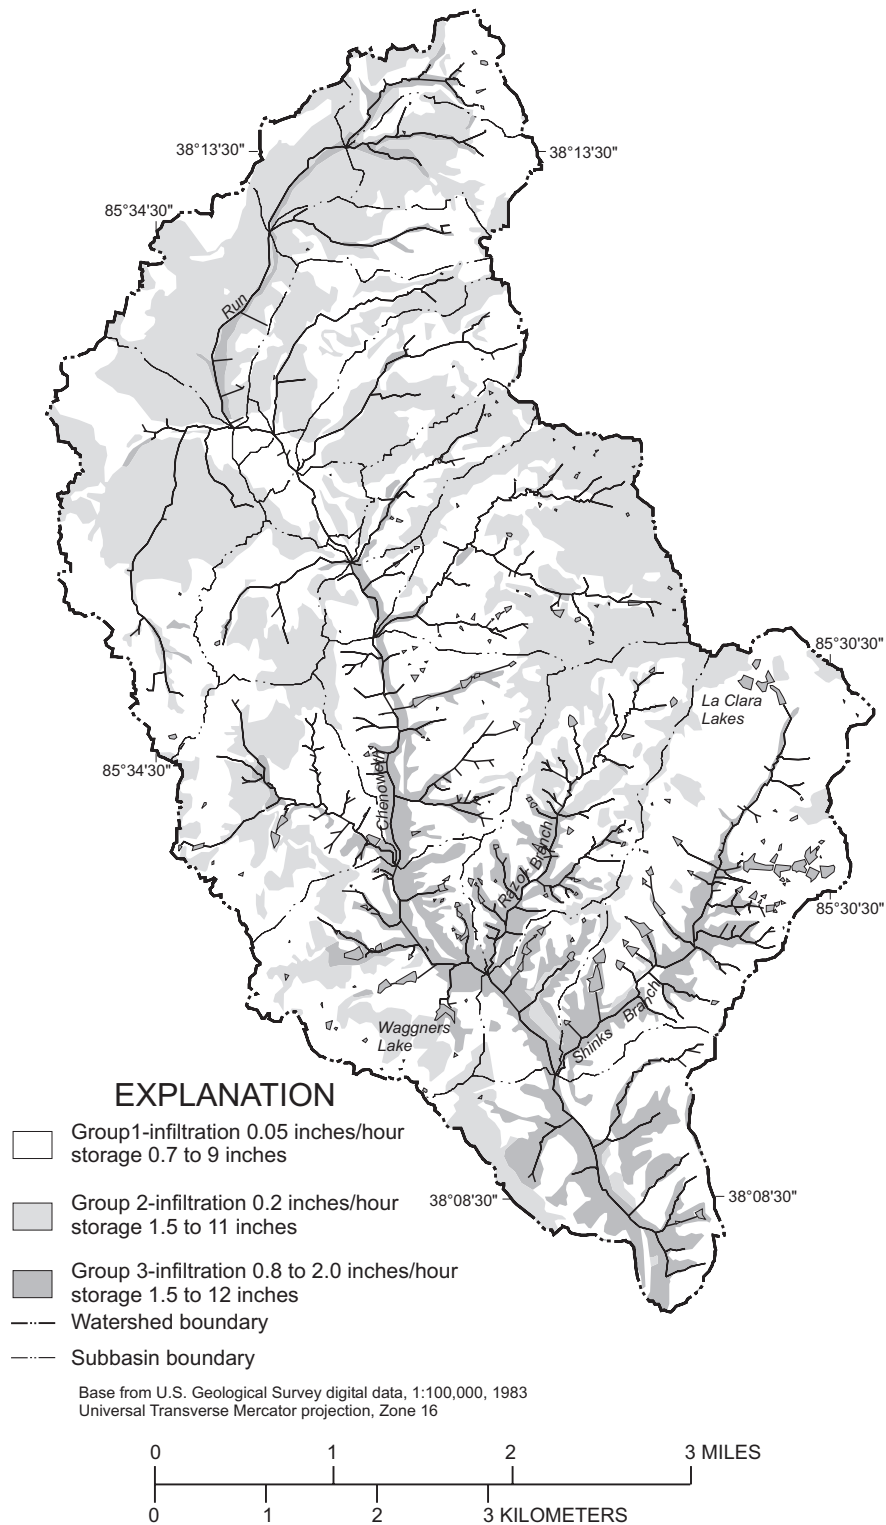 38°13'30"
38°13'30"
85°34'30"
Run
85°30'30"
La Clara
Lakes
85°34'30"
Chenoweth
Razor Branch
85°30'30"
Waggners
Lake
Shinks Branch
EXPLANATION
Group1-infiltration 0.05 inches/hour
storage 0.7 to 9 inches
Group 2-infiltration 0.2 inches/hour
storage 1.5 to 11 inches
38°08'30"
38°08'30"
Group 3-infiltration 0.8 to 2.0 inches/hour
storage 1.5 to 12 inches
Watershed boundary
Subbasin boundary
Base from U.S. Geological Survey digital data, 1:100,000, 1983
Universal Transverse Mercator projection, Zone 16
0 1 2 3 MILES
0 1 2 3 KILOMETERS